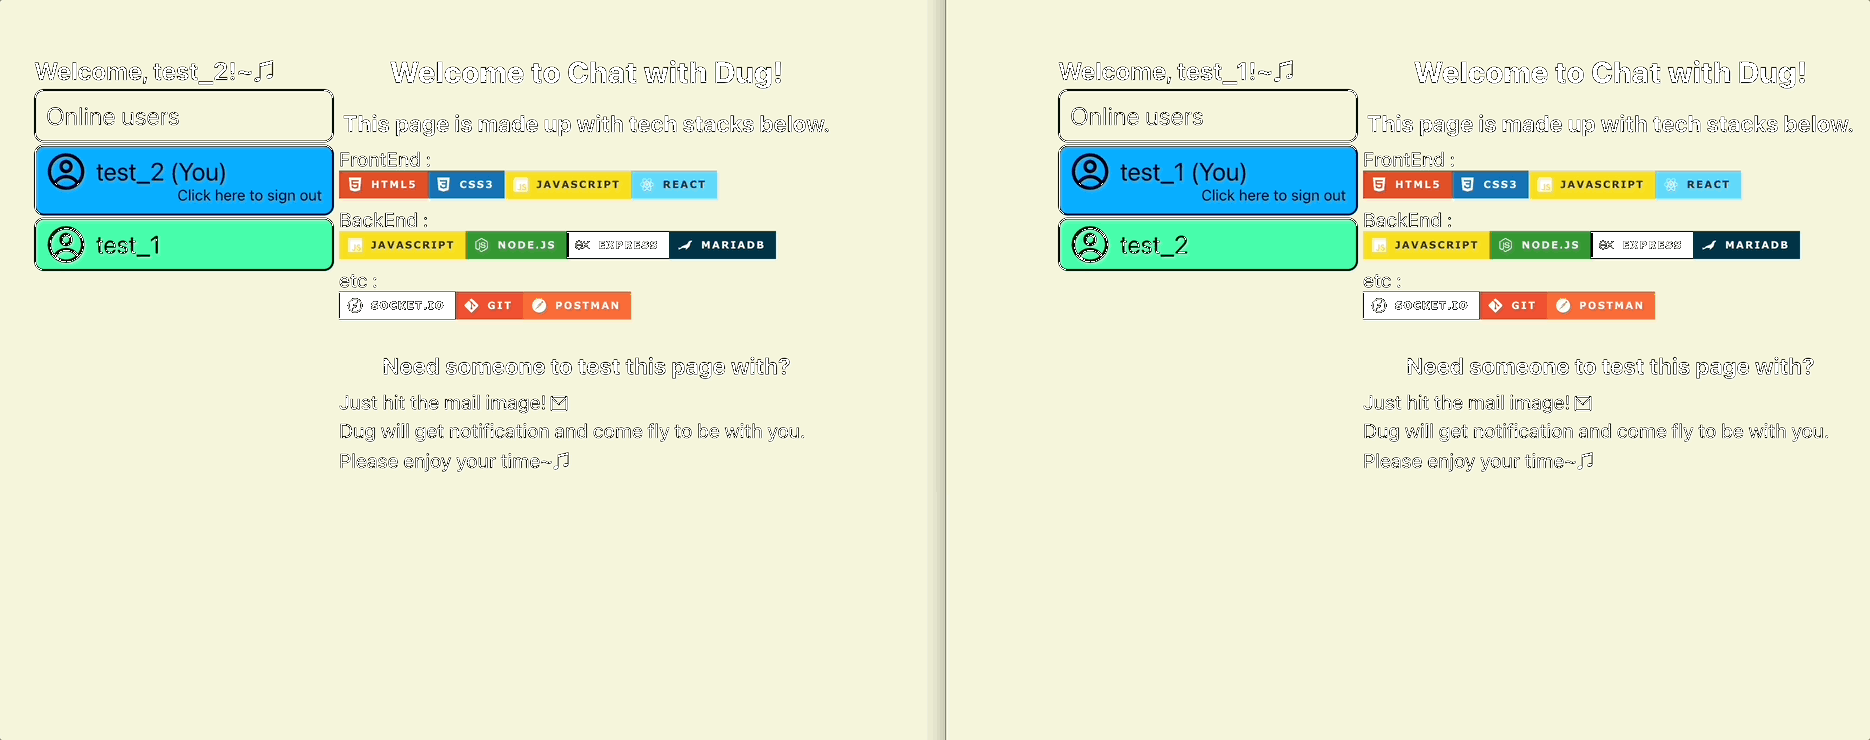 Welcome, test_2!~♫
Online users
test_2 (You)
Click here to sign out
test_1
Welcome to Chat with Dug!
This page is made up with tech stacks below.
FrontEnd :
HTML5 CSS3 JAVASCRIPT REACT
BackEnd :
JAVASCRIPT NODE.JS EXPRESS MARIADB
etc :
SOCKET.IO GIT POSTMAN
Need someone to test this page with?
Just hit the mail image!
Dug will get notification and come fly to be with you.
Please enjoy your time~♫
Welcome, test_1!~♫
Online users
test_1 (You)
Click here to sign out
test_2
Welcome to Chat with Dug!
This page is made up with tech stacks below.
FrontEnd :
HTML5 CSS3 JAVASCRIPT REACT
BackEnd :
JAVASCRIPT NODE.JS EXPRESS MARIADB
etc :
SOCKET.IO GIT POSTMAN
Need someone to test this page with?
Just hit the mail image!
Dug will get notification and come fly to be with you.
Please enjoy your time~♫